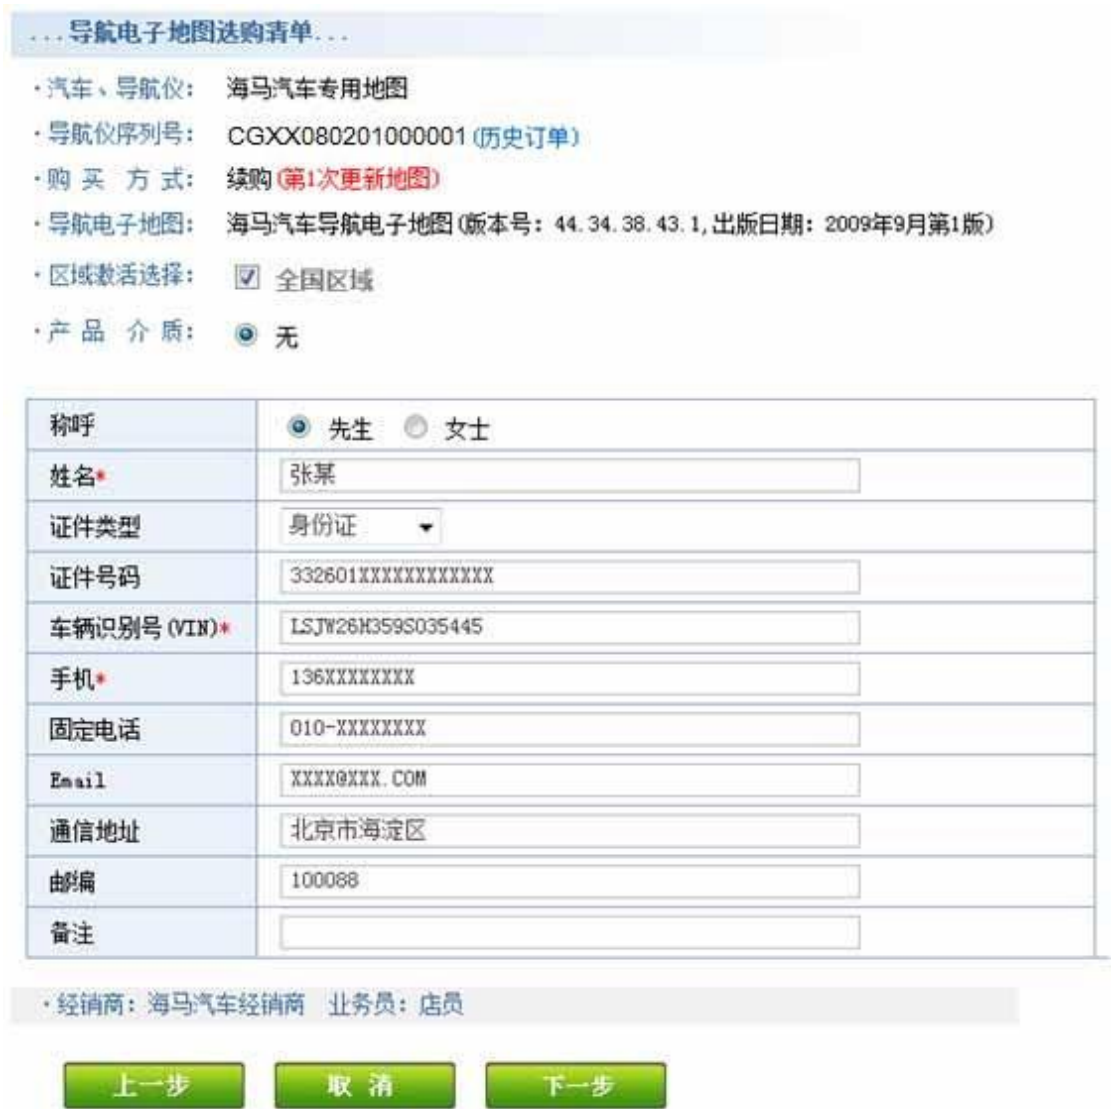 ...导航电子地图选购清单...
·汽车、导航仪： 海马汽车专用地图
·导航仪序列号： CGXX080201000001(历史订单)
·购 买 方 式： 续购(第1次更新地图)
·导航电子地图： 海马汽车导航电子地图(版本号：44.34.38.43.1,出版日期：2009年9月第1版)
·区域激活选择： 全国区域
·产 品 介 质： 无
称呼 先生 女士
姓名* 张某
证件类型 身份证
证件号码 332601XXXXXXXXXXXX
车辆识别号(VIN)* LSJW26H359S035445
手机* 136XXXXXXXX
固定电话 010-XXXXXXXX
Email XXXX@XXX.COM
通信地址 北京市海淀区
邮编 100088
备注
·经销商：海马汽车经销商 业务员：店员
上一步 取 消 下一步